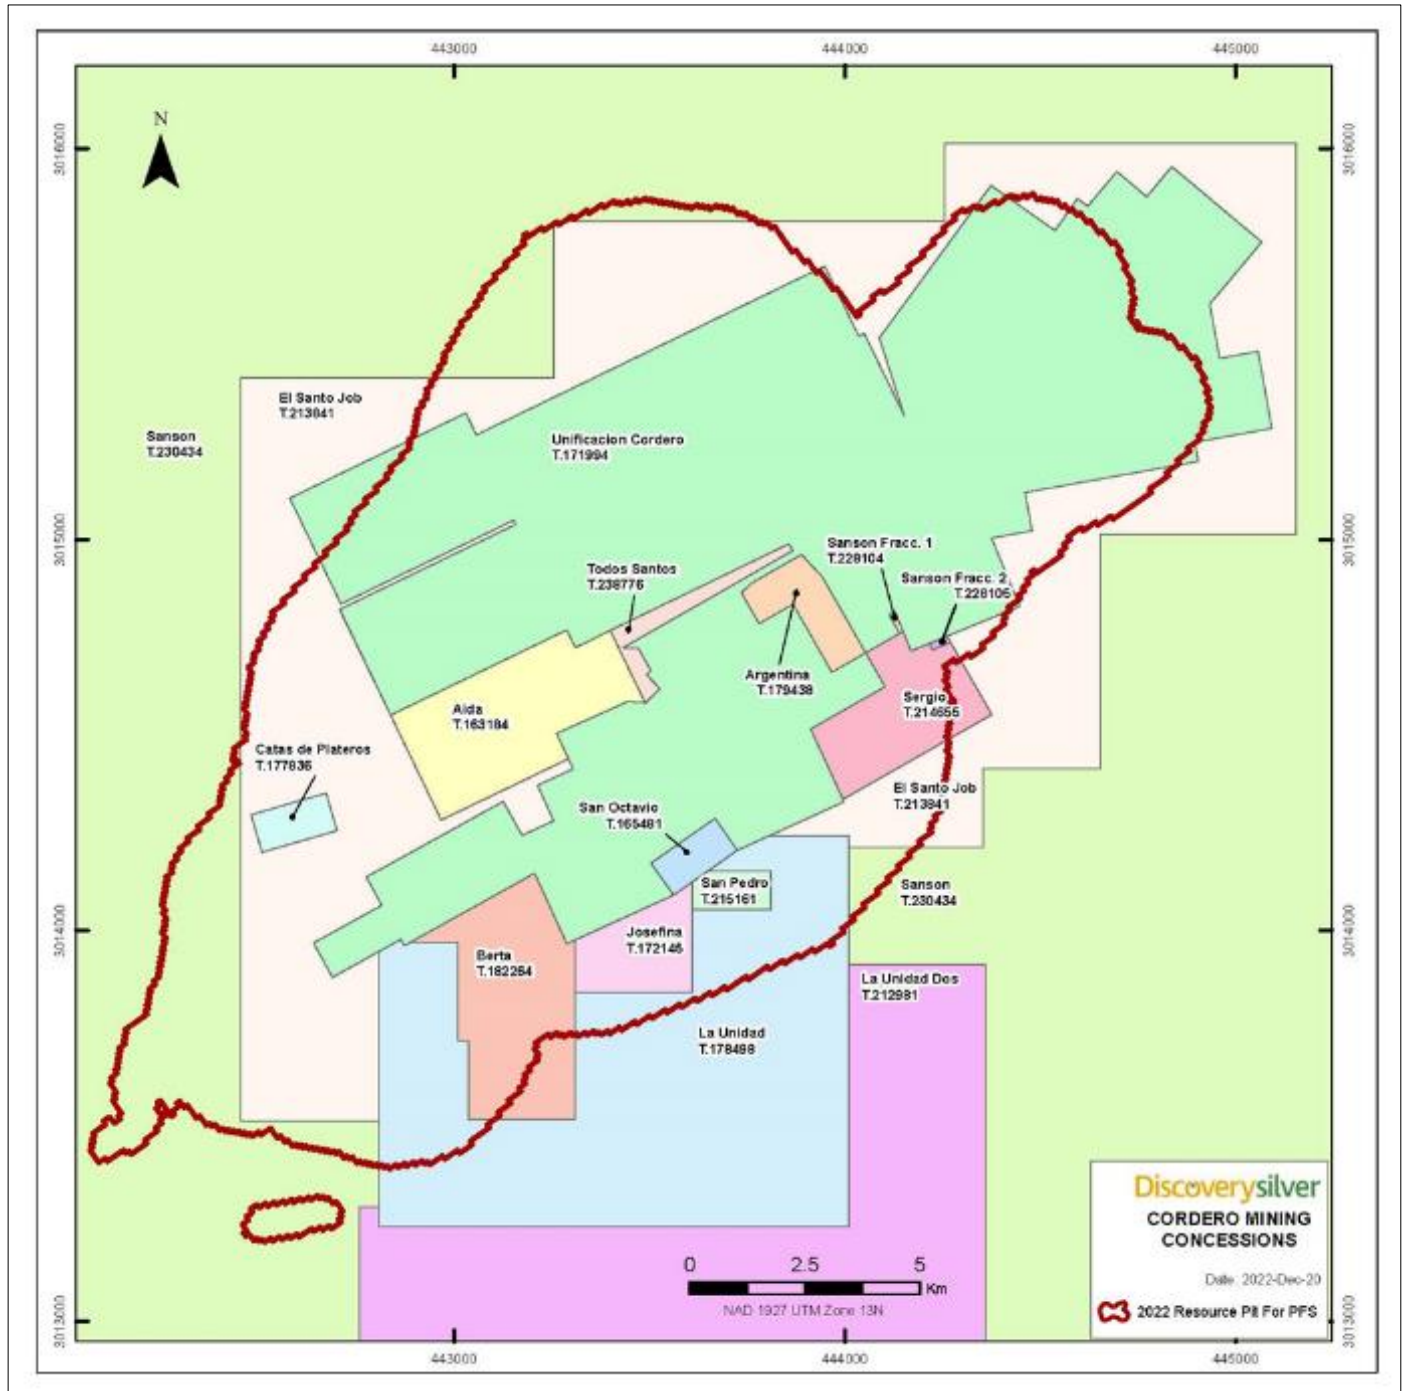 443000
444000
445000
3016000
3016000
N
El Santo Job
T.213841
Sanson
T.230434
Unificacion Cordero
T.171994
3015000
3015000
Sanson Fracc. 1
T.228104
Todos Santos
T.238776
Sanson Fracc. 2
T.228105
Argentina
T.179438
Sergio
T.214655
Aida
T.163184
Catas de Plateros
T.177836
El Santo Job
T.213841
San Octavio
T.165481
San Pedro
T.215161
Sanson
T.230434
3014000
3014000
Josefina
T.172145
Berta
T.182264
La Unidad Dos
T.212981
La Unidad
T.178498
Discoverysilver
CORDERO MINING
CONCESSIONS
Date: 2022-Dec-20
2022 Resource Pit For PFS
0 2.5 5
Km
NAD 1927 UTM Zone 13N
3013000
3013000
443000
444000
445000